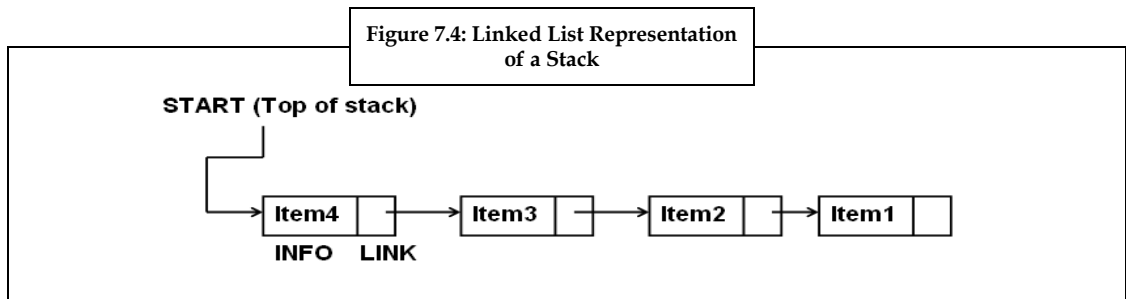 Figure 7.4: Linked List Representation
of a Stack
START (Top of stack)
Item4 Item3 Item2 Item1
INFO LINK